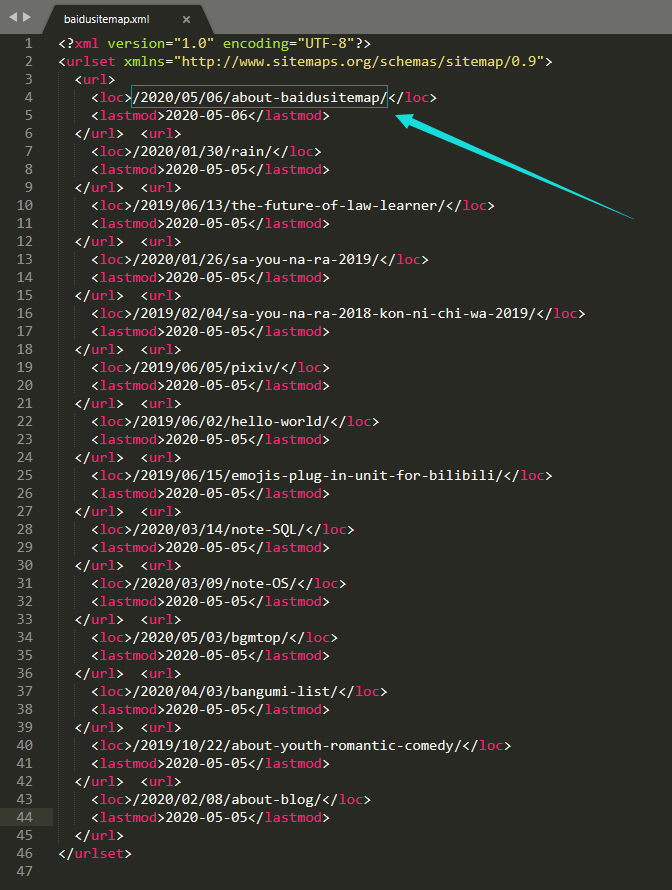 baidusitemap.xml
1 <?xml version="1.0" encoding="UTF-8"?>
2 <urlset xmlns="http://www.sitemaps.org/schemas/sitemap/0.9">
3 <url>
4 <loc>/2020/05/06/about-baidusitemap/</loc>
5 <lastmod>2020-05-06</lastmod>
6 </url> <url>
7 <loc>/2020/01/30/rain/</loc>
8 <lastmod>2020-05-05</lastmod>
9 </url> <url>
10 <loc>/2019/06/13/the-future-of-law-learner/</loc>
11 <lastmod>2020-05-05</lastmod>
12 </url> <url>
13 <loc>/2020/01/26/sa-you-na-ra-2019/</loc>
14 <lastmod>2020-05-05</lastmod>
15 </url> <url>
16 <loc>/2019/02/04/sa-you-na-ra-2018-kon-ni-chi-wa-2019/</loc>
17 <lastmod>2020-05-05</lastmod>
18 </url> <url>
19 <loc>/2019/06/05/pixiv/</loc>
20 <lastmod>2020-05-05</lastmod>
21 </url> <url>
22 <loc>/2019/06/02/hello-world/</loc>
23 <lastmod>2020-05-05</lastmod>
24 </url> <url>
25 <loc>/2019/06/15/emojis-plug-in-unit-for-bilibili/</loc>
26 <lastmod>2020-05-05</lastmod>
27 </url> <url>
28 <loc>/2020/03/14/note-SQL/</loc>
29 <lastmod>2020-05-05</lastmod>
30 </url> <url>
31 <loc>/2020/03/09/note-OS/</loc>
32 <lastmod>2020-05-05</lastmod>
33 </url> <url>
34 <loc>/2020/05/03/bgmtop/</loc>
35 <lastmod>2020-05-05</lastmod>
36 </url> <url>
37 <loc>/2020/04/03/bangumi-list/</loc>
38 <lastmod>2020-05-05</lastmod>
39 </url> <url>
40 <loc>/2019/10/22/about-youth-romantic-comedy/</loc>
41 <lastmod>2020-05-05</lastmod>
42 </url> <url>
43 <loc>/2020/02/08/about-blog/</loc>
44 <lastmod>2020-05-05</lastmod>
45 </url>
46 </urlset>
47